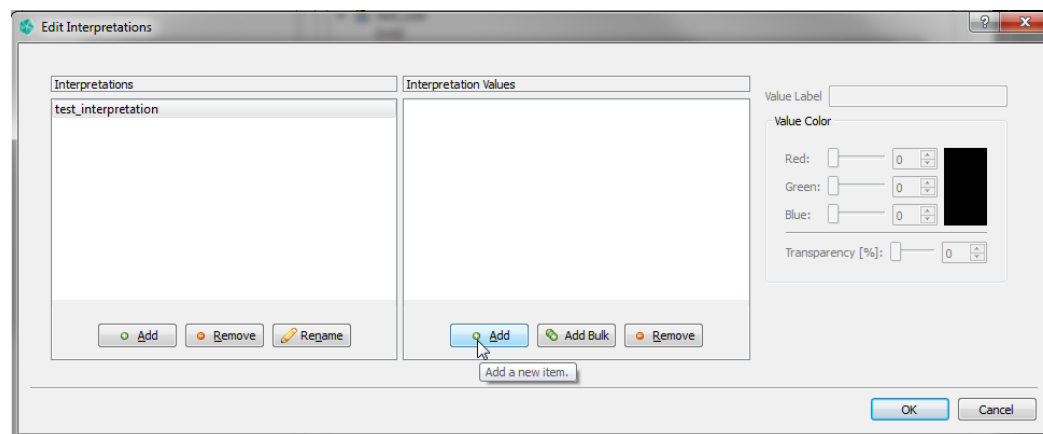 Edit Interpretations
Interpretations
test_interpretation
Add Remove Rename
Interpretation Values
Add Add Bulk Remove
Add a new item.
Value Label
Value Color
Red: 0
Green: 0
Blue: 0
Transparency [%]: 0
OK Cancel